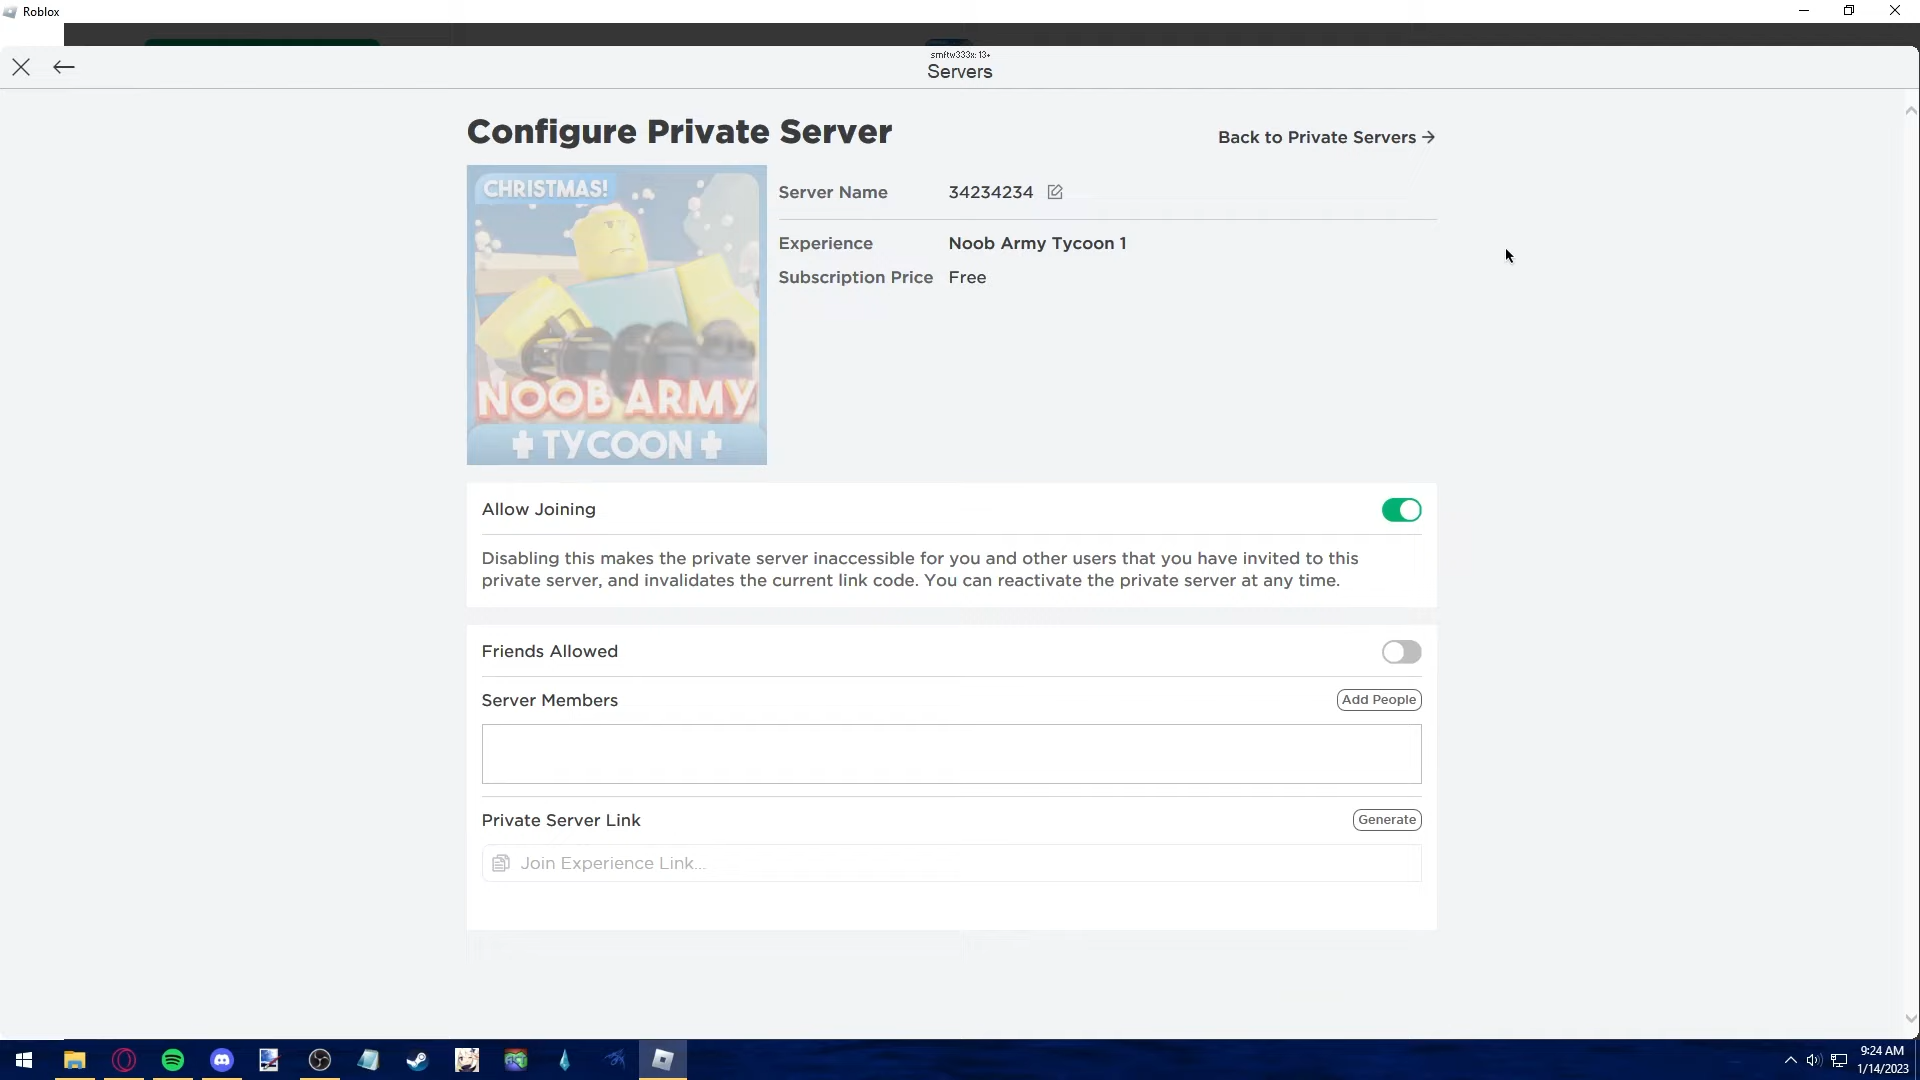 Roblox
smftw333x: 13+
Servers
Configure Private Server
Back to Private Servers
CHRISTMAS!
NOOB ARMY
TYCOON
Server Name 34234234
Experience Noob Army Tycoon 1
Subscription Price Free
Allow Joining
Disabling this makes the private server inaccessible for you and other users that you have invited to this
private server, and invalidates the current link code. You can reactivate the private server at any time.
Friends Allowed
Server Members Add People
Private Server Link Generate
Join Experience Link...
9:24 AM
1/14/2023